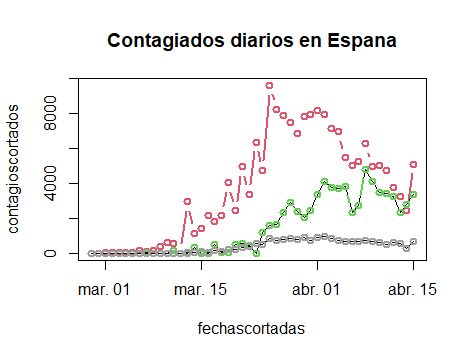 Contagiados diarios en Espana
contagioscortados
8000
4000
0
mar. 01
mar. 15
abr. 01
abr. 15
fechascortadas